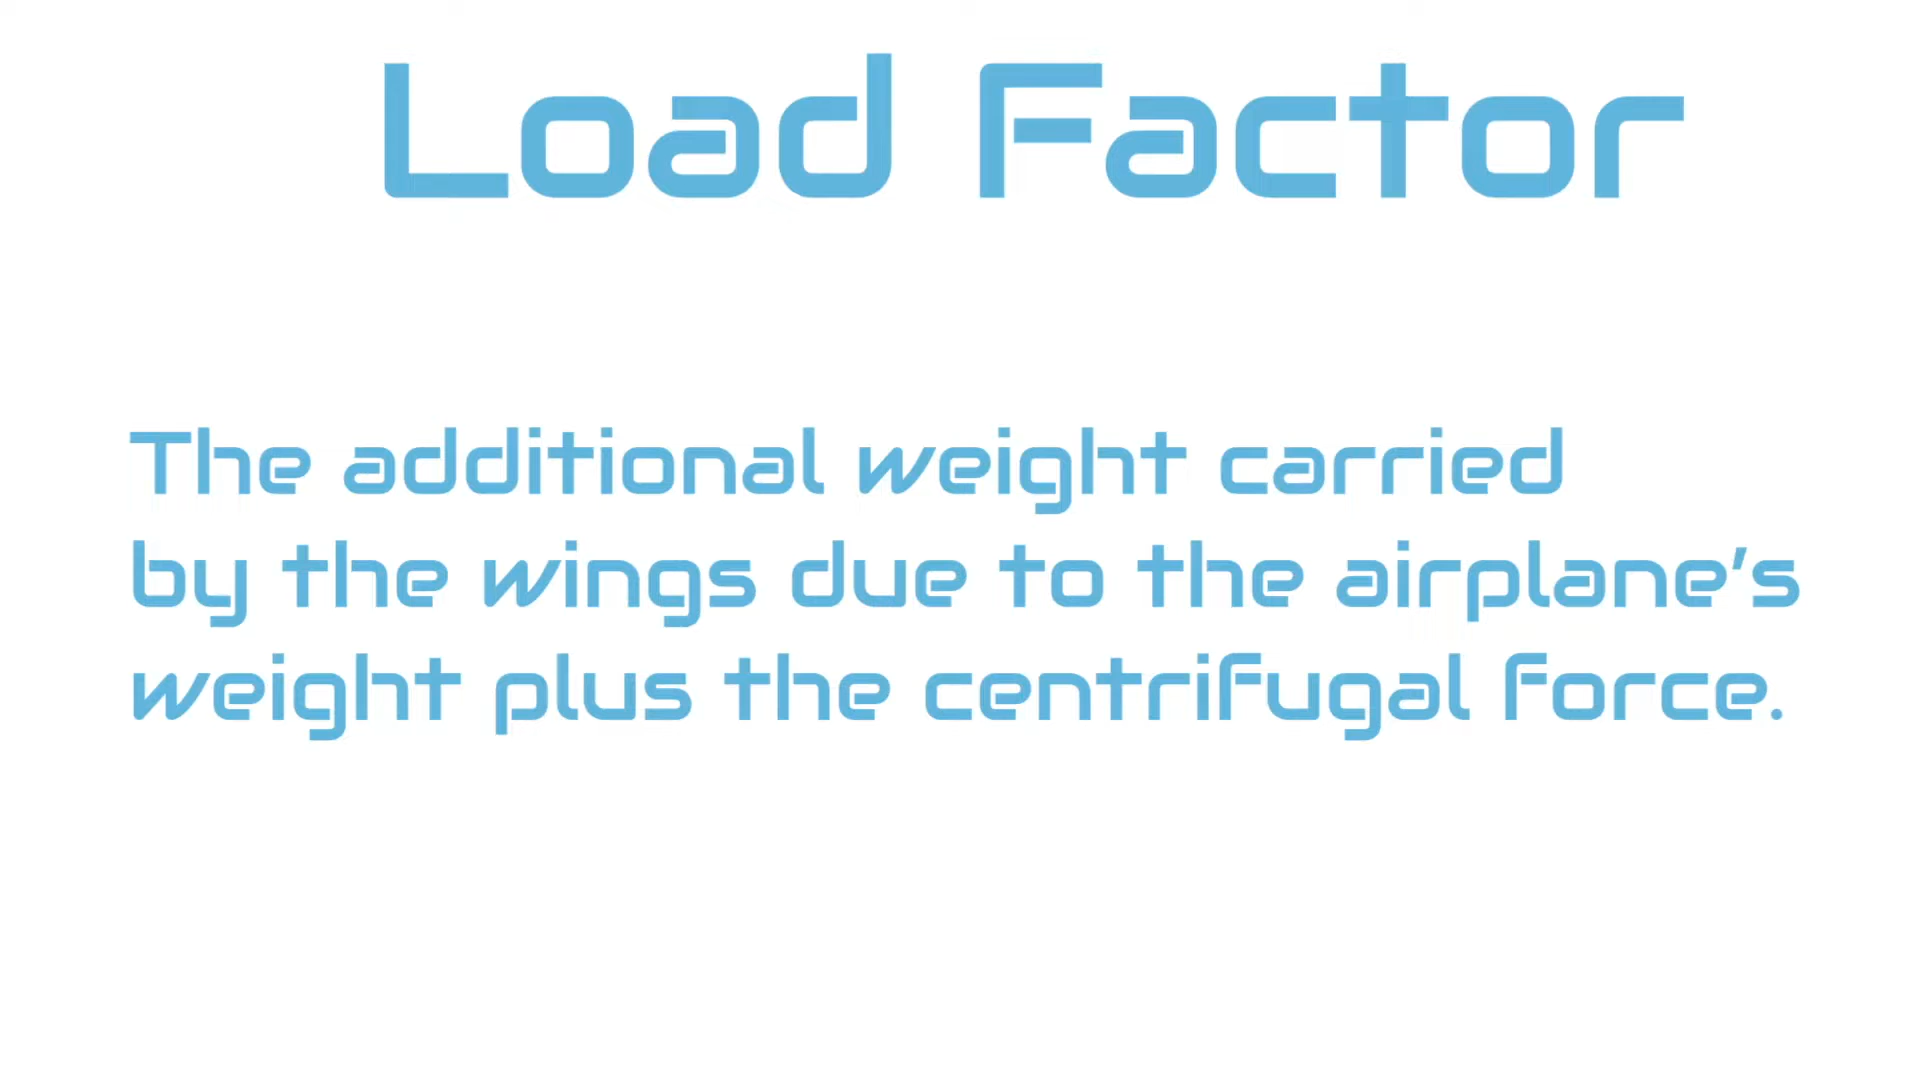 Load Factor
The additional weight carried
by the wings due to the airplane's
weight plus the centrifugal force.